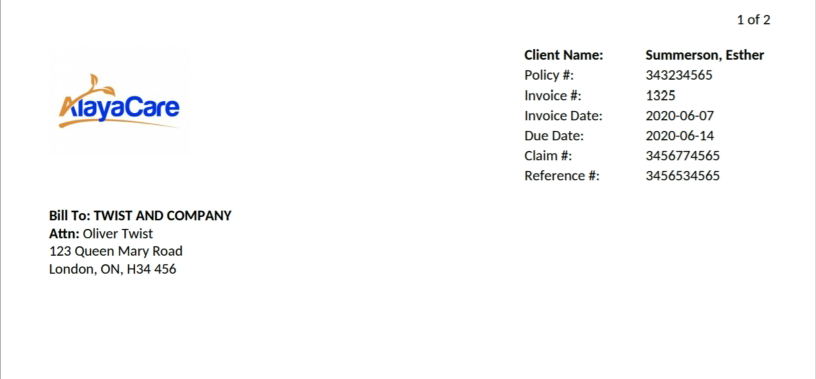 1 of 2
AlayaCare
Client Name: Summerson, Esther
Policy #: 343234565
Invoice #: 1325
Invoice Date: 2020-06-07
Due Date: 2020-06-14
Claim #: 3456774565
Reference #: 3456534565
Bill To: TWIST AND COMPANY
Attn: Oliver Twist
123 Queen Mary Road
London, ON, H34 456